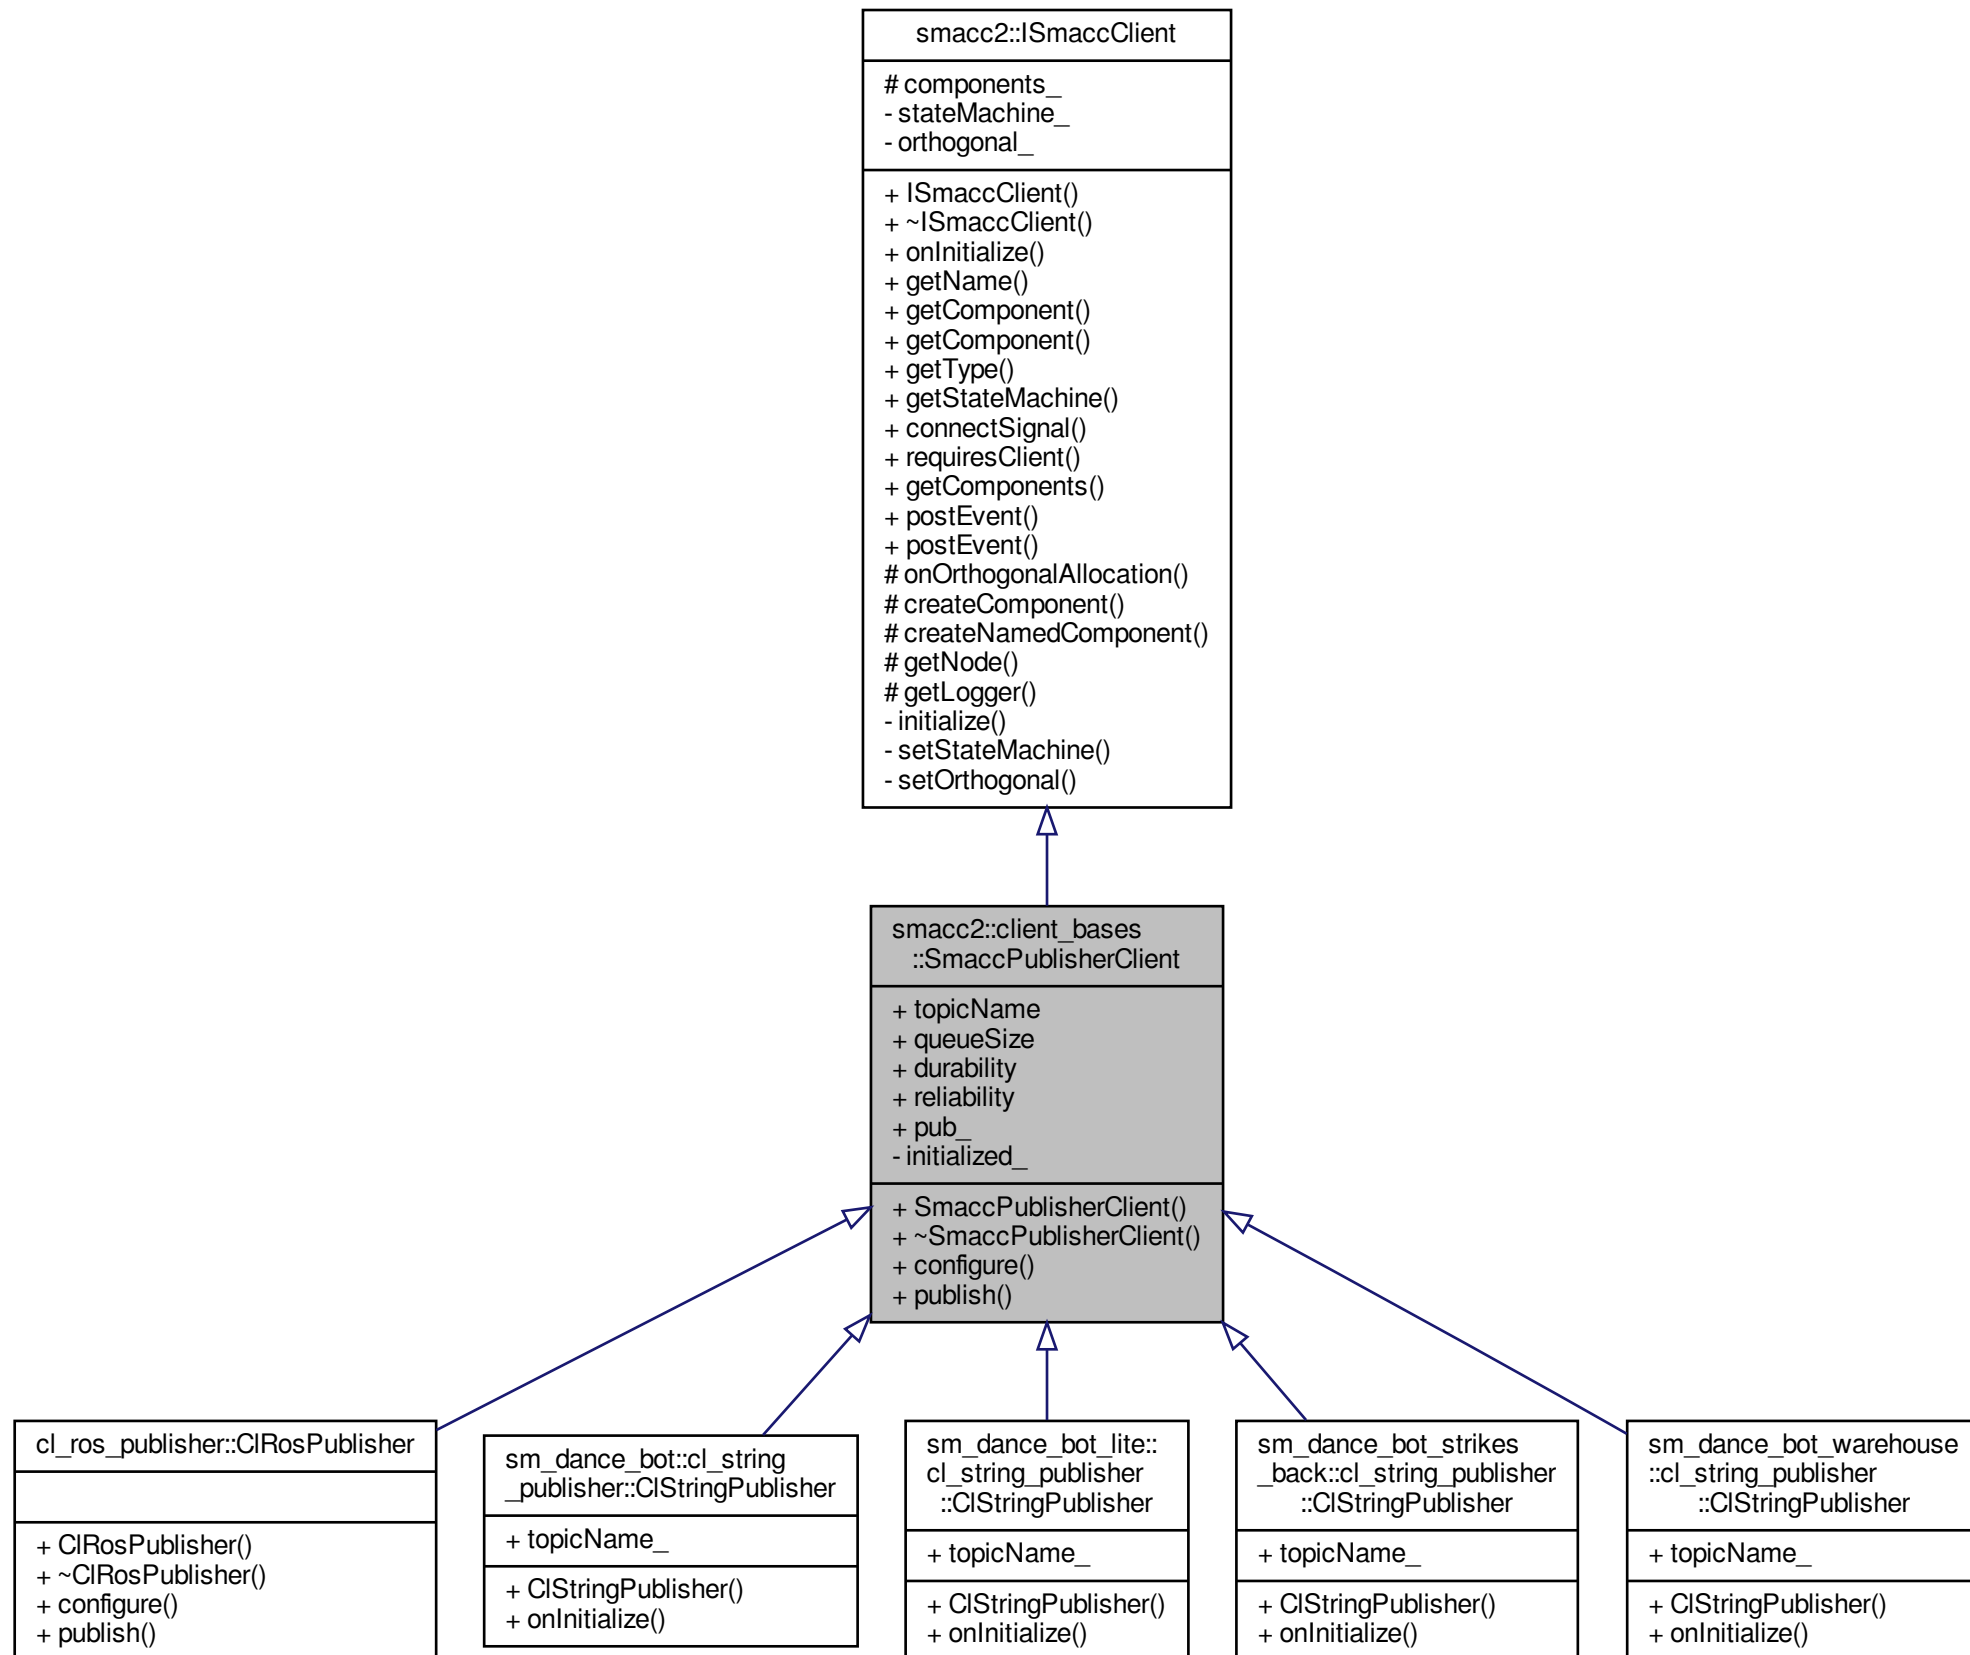 smacc2::ISmaccClient
# components_
- stateMachine_
- orthogonal_
+ ISmaccClient()
+ ~ISmaccClient()
+ onInitialize()
+ getName()
+ getComponent()
+ getComponent()
+ getType()
+ getStateMachine()
+ connectSignal()
+ requiresClient()
+ getComponents()
+ postEvent()
+ postEvent()
# onOrthogonalAllocation()
# createComponent()
# createNamedComponent()
# getNode()
# getLogger()
- initialize()
- setStateMachine()
- setOrthogonal()
smacc2::client_bases
::SmaccPublisherClient
+ topicName
+ queueSize
+ durability
+ reliability
+ pub_
- initialized_
+ SmaccPublisherClient()
+ ~SmaccPublisherClient()
+ configure()
+ publish()
cl_ros_publisher::ClRosPublisher
+ ClRosPublisher()
+ ~ClRosPublisher()
+ configure()
+ publish()
sm_dance_bot::cl_string
_publisher::ClStringPublisher
+ topicName_
+ ClStringPublisher()
+ onInitialize()
sm_dance_bot_lite::
cl_string_publisher
::ClStringPublisher
+ topicName_
+ ClStringPublisher()
+ onInitialize()
sm_dance_bot_strikes
_back::cl_string_publisher
::ClStringPublisher
+ topicName_
+ ClStringPublisher()
+ onInitialize()
sm_dance_bot_warehouse
::cl_string_publisher
::ClStringPublisher
+ topicName_
+ ClStringPublisher()
+ onInitialize()